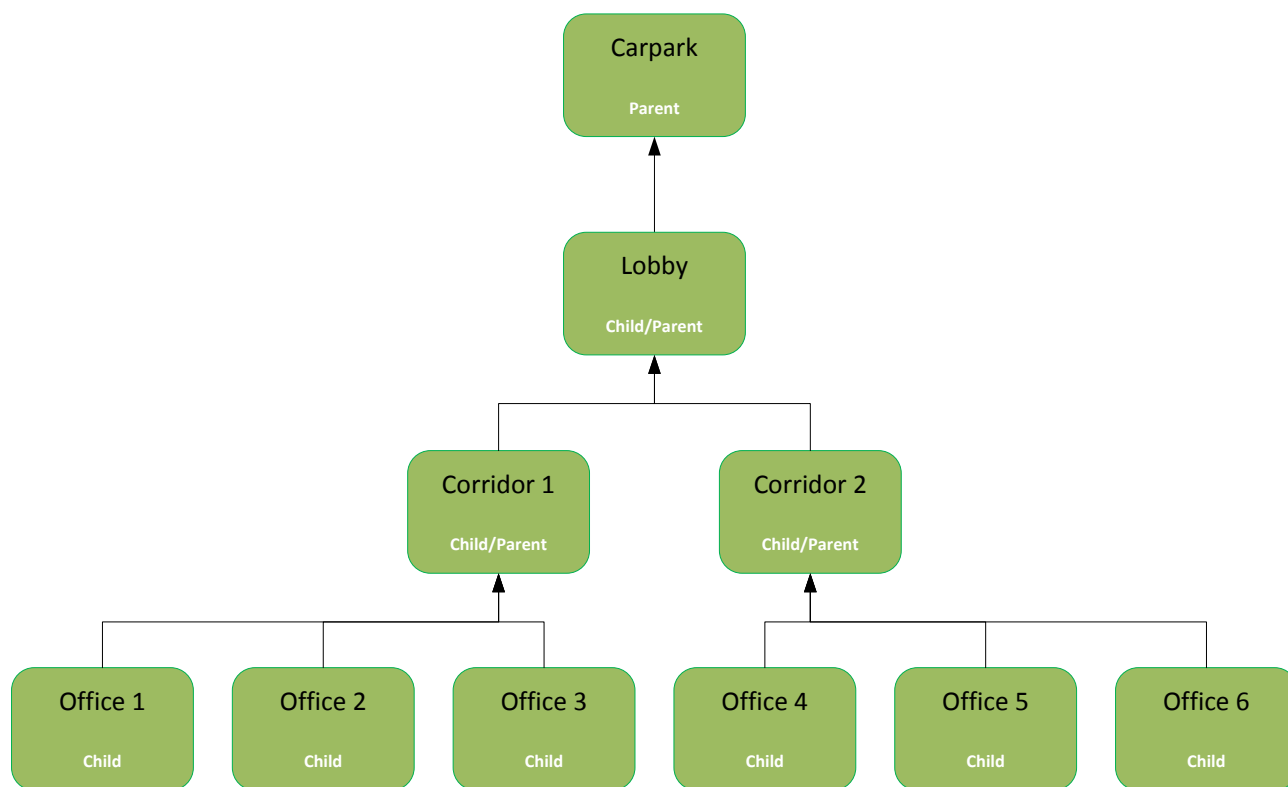 Carpark
Parent
Lobby
Child/Parent
Corridor 1
Child/Parent
Corridor 2
Child/Parent
Office 1
Child
Office 2
Child
Office 3
Child
Office 4
Child
Office 5
Child
Office 6
Child